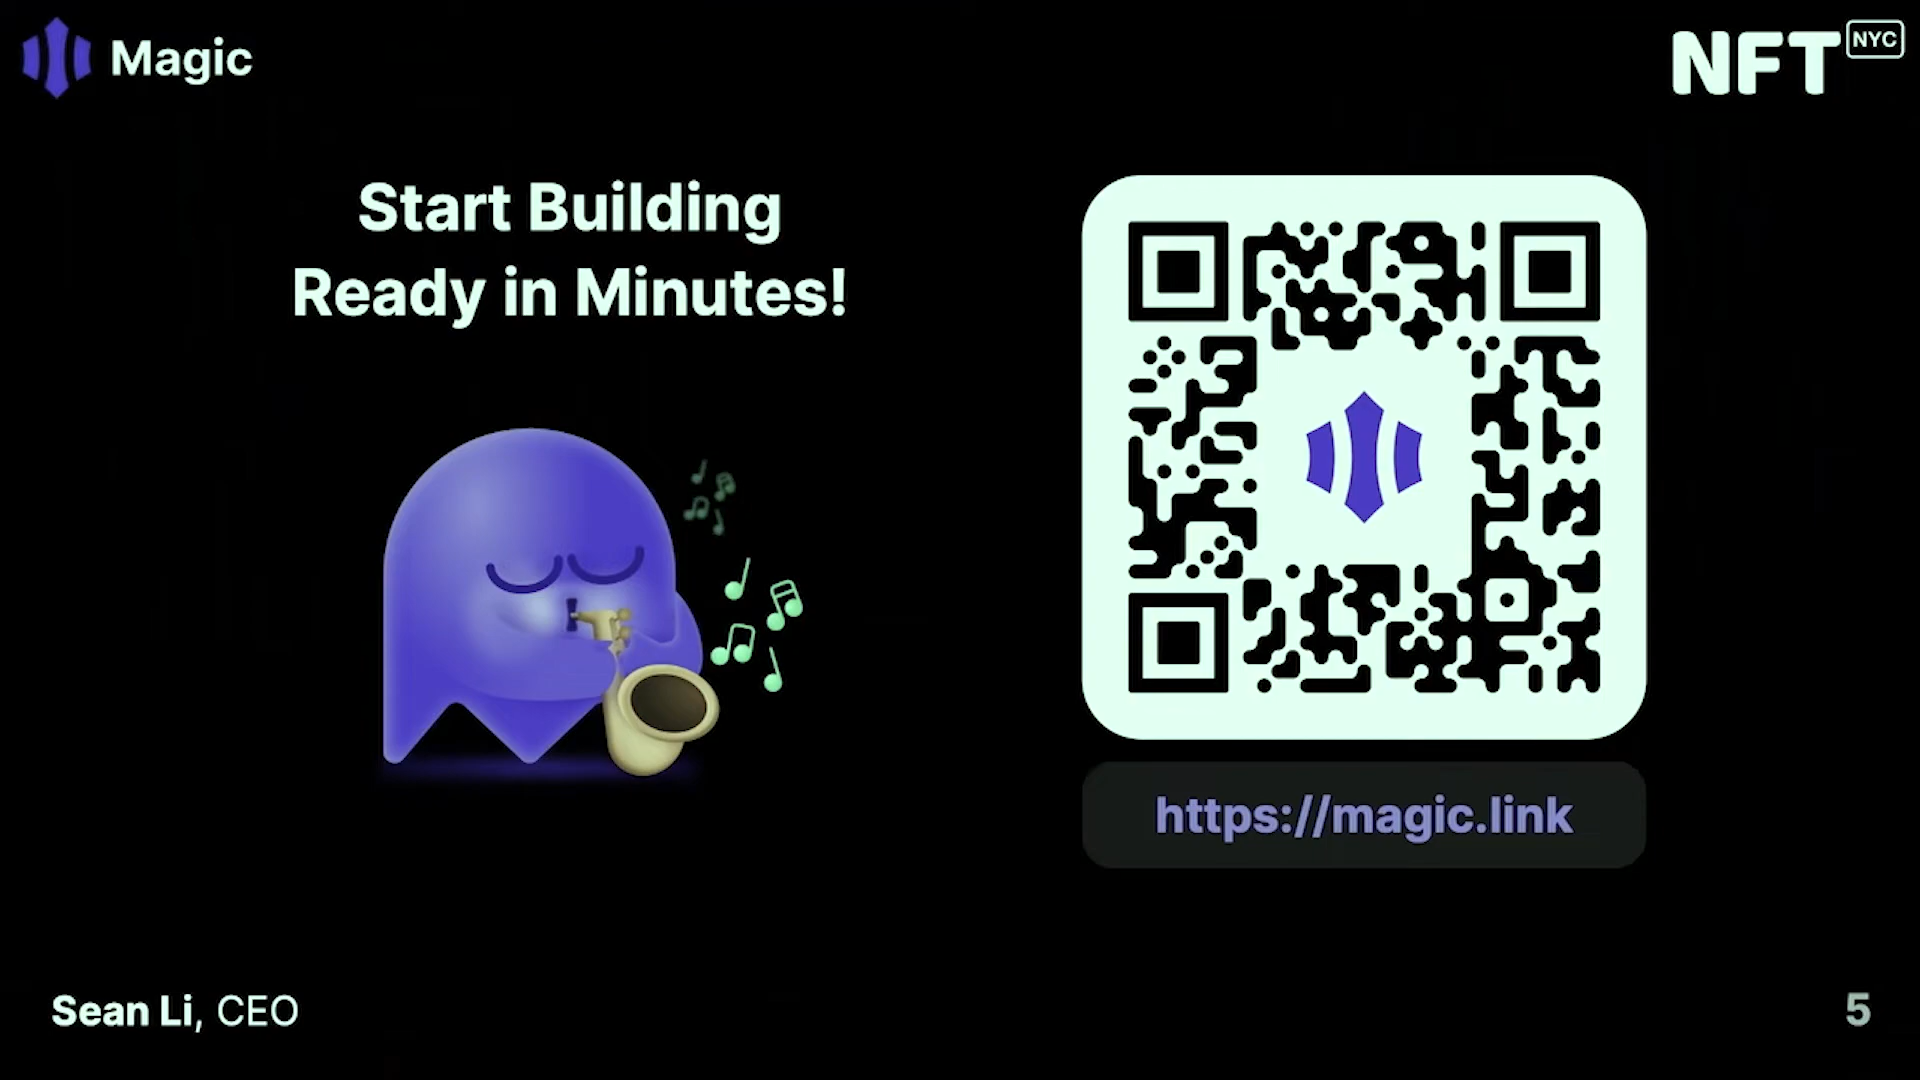 Magic
NFT NYC
Start Building
Ready in Minutes!
https://magic.link
Sean Li, CEO
5